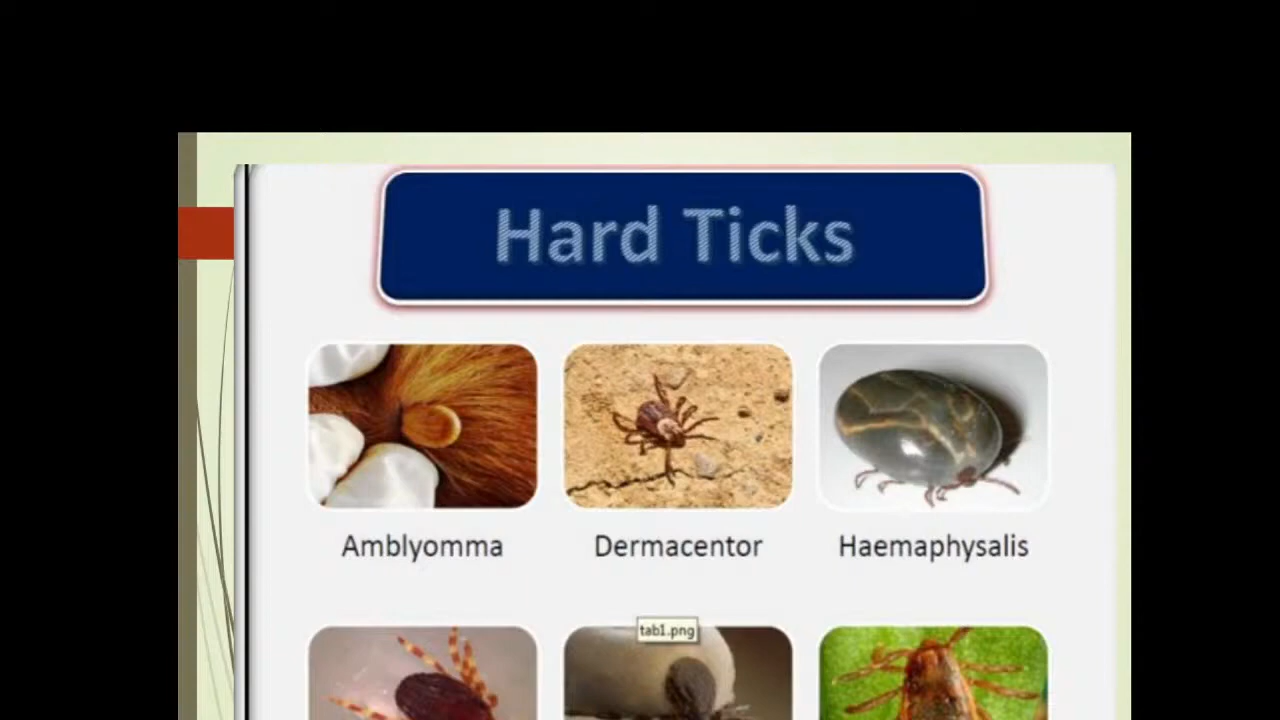 Hard Ticks
Amblyomma
Dermacentor
Haemaphysalis
tab1.png